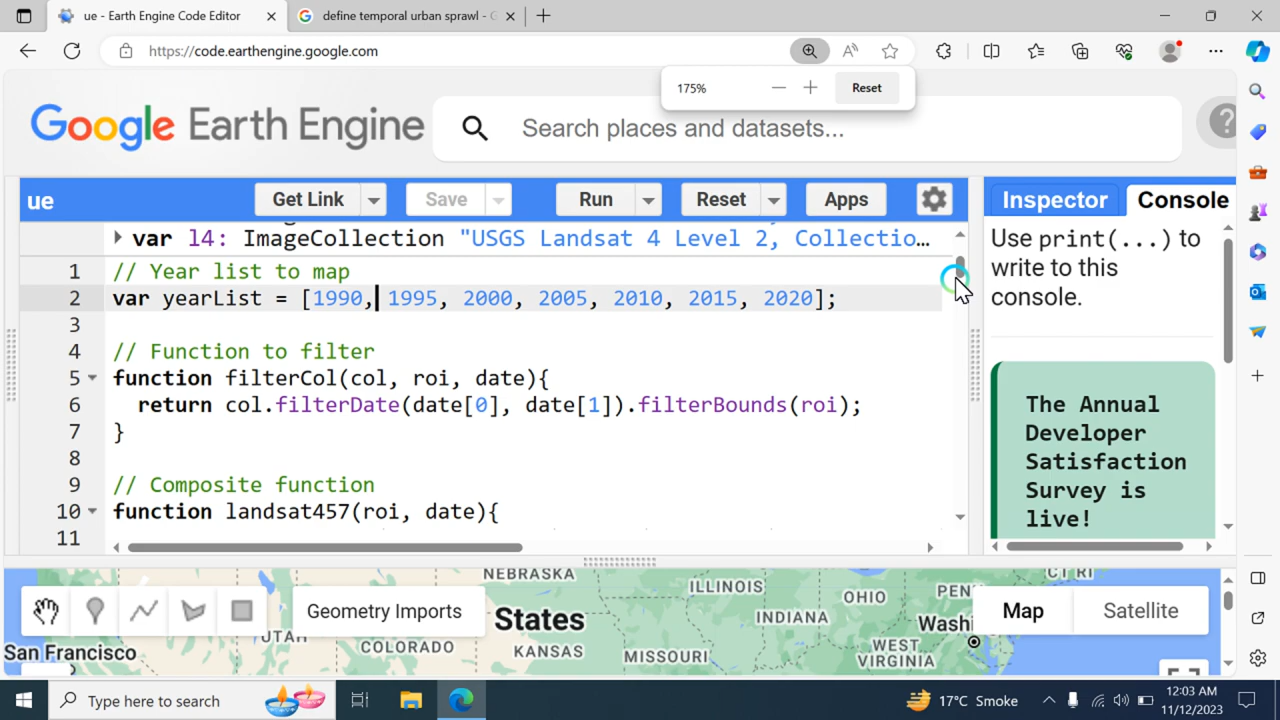 ue - Earth Engine Code Editor
define temporal urban sprawl - G
https://code.earthengine.google.com
175%
Reset
Google Earth Engine
Search places and datasets...
ue
Get Link
Save
Run
Reset
Apps
Inspector
Console
var l4: ImageCollection "USGS Landsat 4 Level 2, Collectio...
1 // Year list to map
2 var yearList = [1990, 1995, 2000, 2005, 2010, 2015, 2020];
3
4 // Function to filter
5 function filterCol(col, roi, date){
6 return col.filterDate(date[0], date[1]).filterBounds(roi);
7 }
8
9 // Composite function
10 function landsat457(roi, date){
11
Use print(...) to
write to this
console.
The Annual
Developer
Satisfaction
Survey is
live!
Geometry Imports
Map
Satellite
NEBRASKA
ILLINOIS
OHIO
PEN
CT RI
States
INDIANA
Washi
UTAH
COLORADO
KANSAS
MISSOURI
WEST
VIRGINIA
San Francisco
Type here to search
17°C Smoke
12:03 AM
11/12/2023